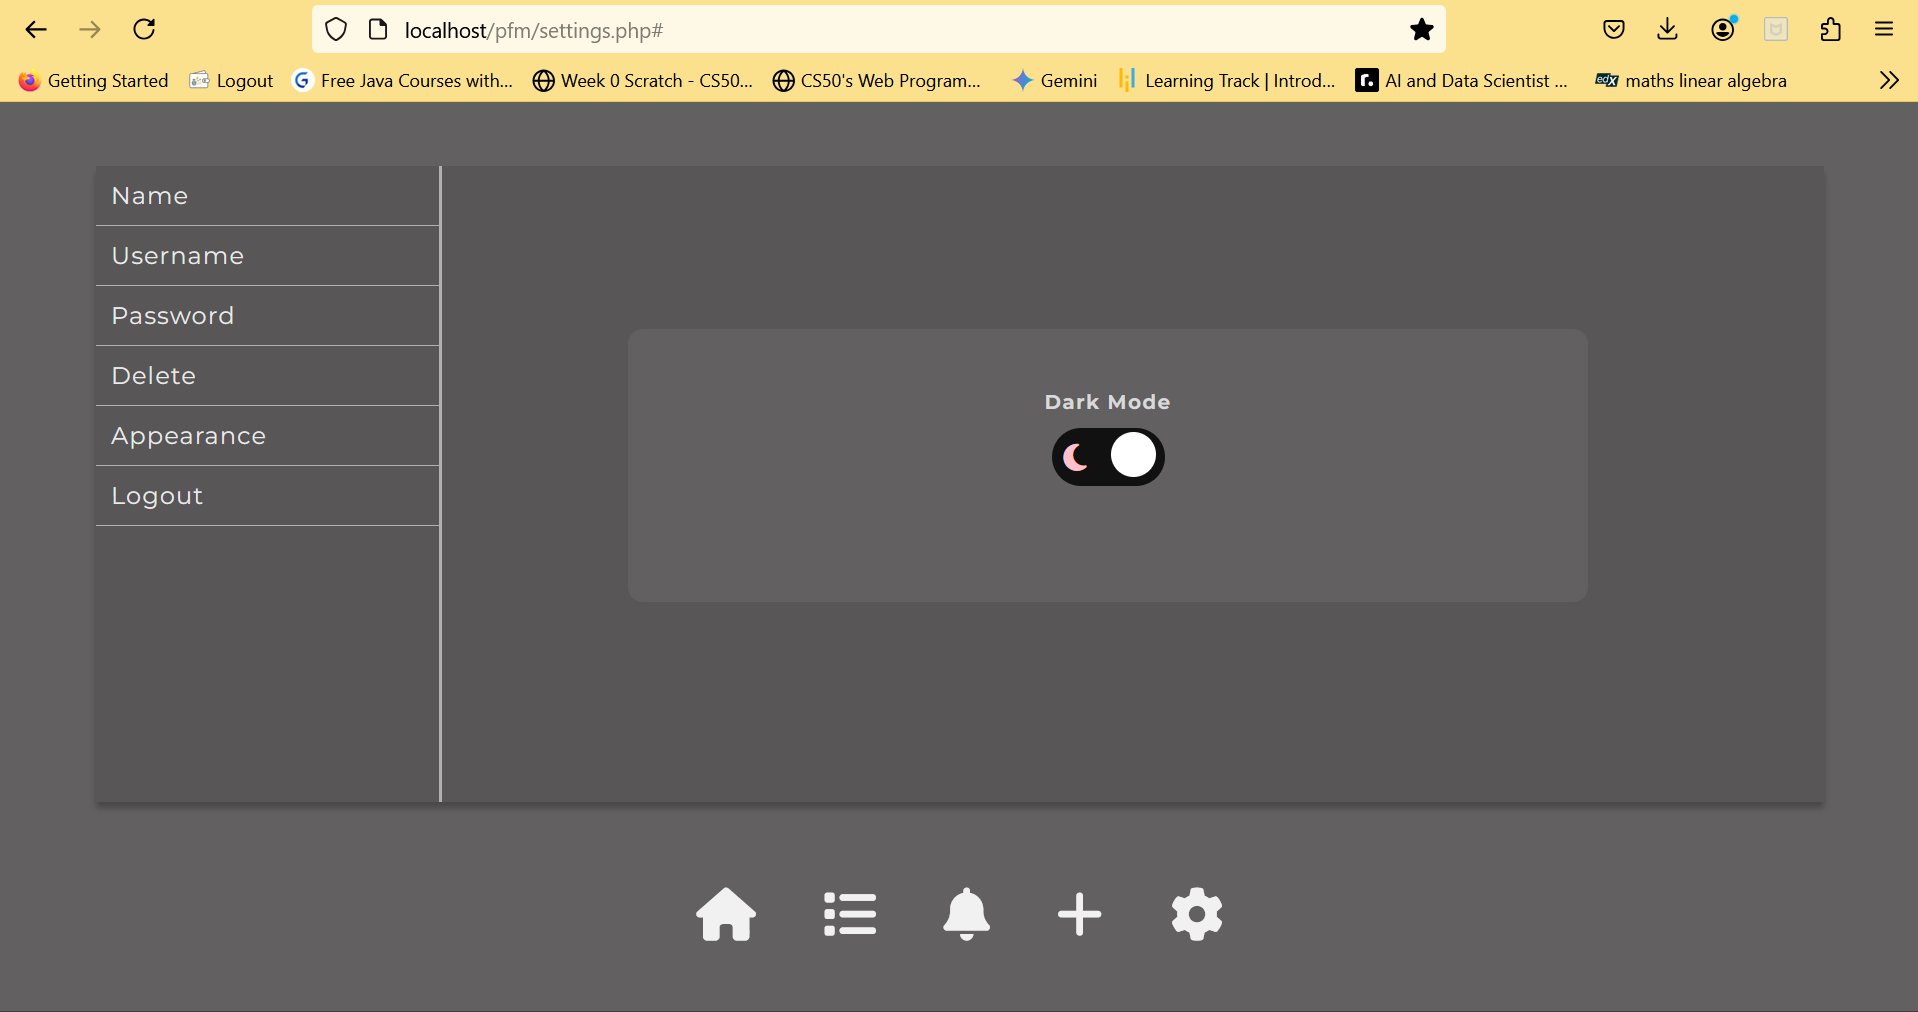 localhost/pfm/settings.php#
Getting Started Logout Free Java Courses with... Week 0 Scratch - CS50... CS50's Web Program... Gemini Learning Track | Introd... AI and Data Scientist ... edX maths linear algebra
Name
Username
Password
Delete
Appearance
Logout
Dark Mode